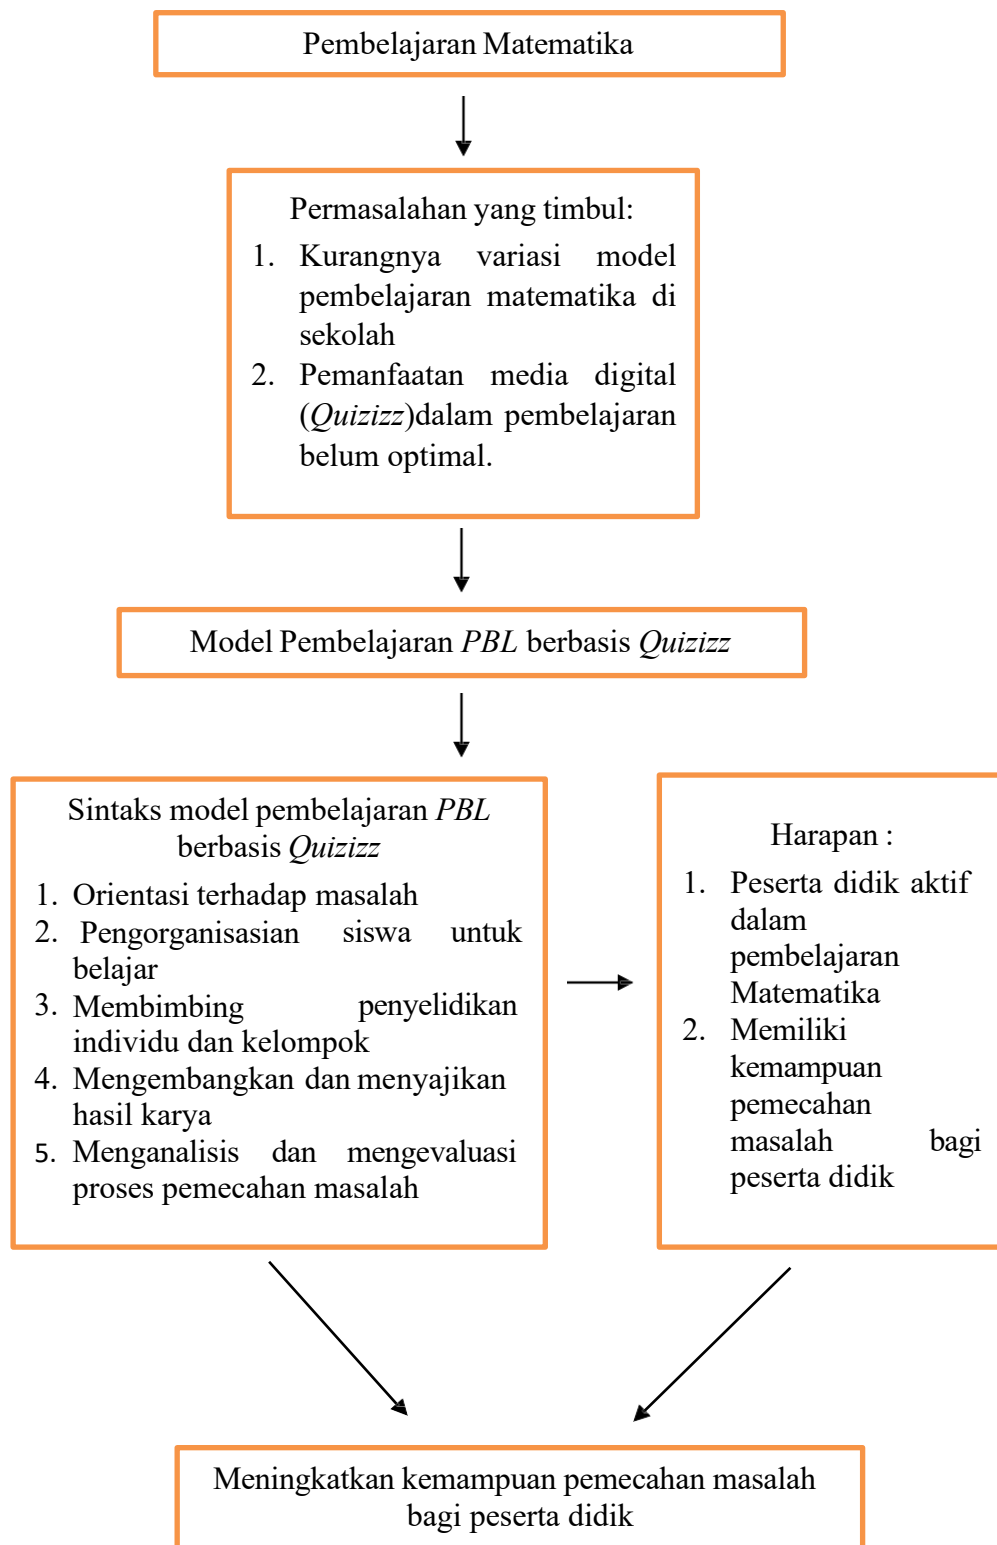 Pembelajaran Matematika
Permasalahan yang timbul:
1. Kurangnya variasi model
pembelajaran matematika di
sekolah
2. Pemanfaatan media digital
(Quizizz)dalam pembelajaran
belum optimal.
Model Pembelajaran PBL berbasis Quizizz
Sintaks model pembelajaran PBL
berbasis Quizizz
1. Orientasi terhadap masalah
2. Pengorganisasian siswa untuk
belajar
3. Membimbing penyelidikan
individu dan kelompok
4. Mengembangkan dan menyajikan
hasil karya
5. Menganalisis dan mengevaluasi
proses pemecahan masalah
Harapan :
1. Peserta didik aktif
dalam
pembelajaran
Matematika
2. Memiliki
kemampuan
pemecahan
masalah bagi
peserta didik
Meningkatkan kemampuan pemecahan masalah
bagi peserta didik